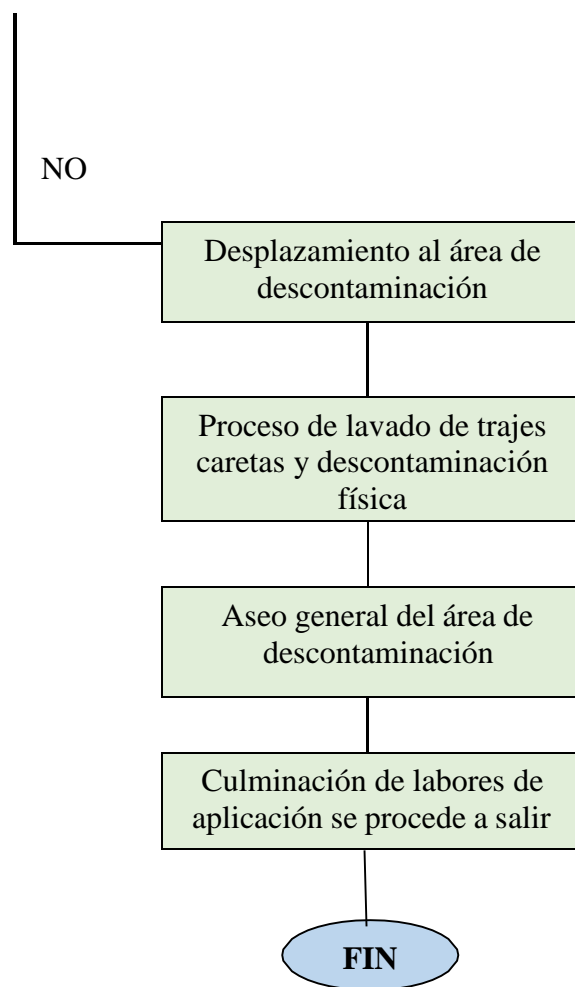 NO
Desplazamiento al área de
descontaminación
Proceso de lavado de trajes
caretas y descontaminación
física
Aseo general del área de
descontaminación
Culminación de labores de
aplicación se procede a salir
FIN